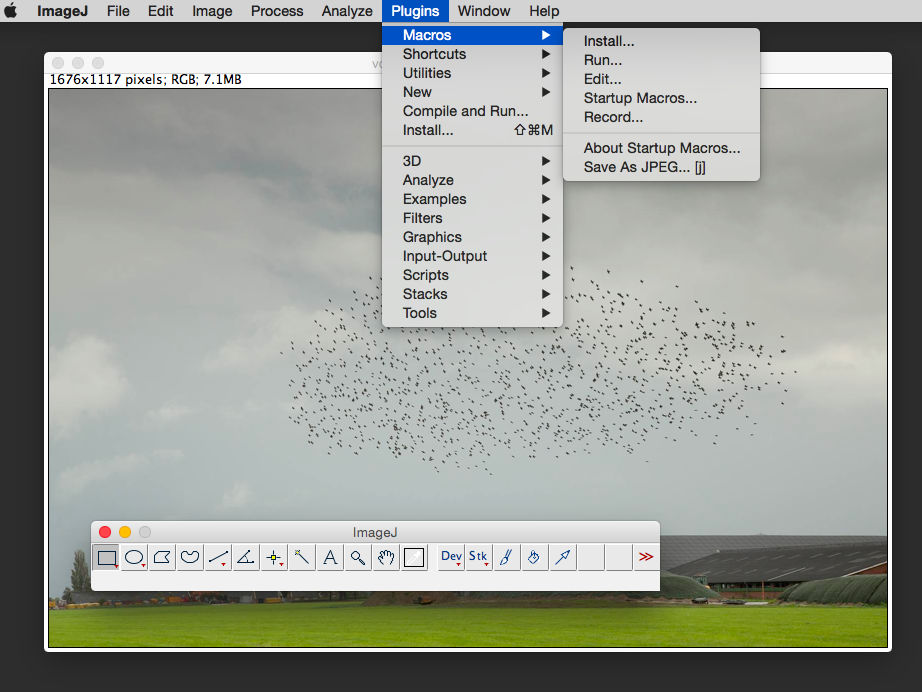 ImageJ File Edit Image Process Analyze Plugins Window Help
1676x1117 pixels; RGB; 7.1MB
Macros
Shortcuts
Utilities
New
Compile and Run...
Install... ⇧⌘M
3D
Analyze
Examples
Filters
Graphics
Input-Output
Scripts
Stacks
Tools
Install...
Run...
Edit...
Startup Macros...
Record...
About Startup Macros...
Save As JPEG... [j]
ImageJ
A Dev Stk >>